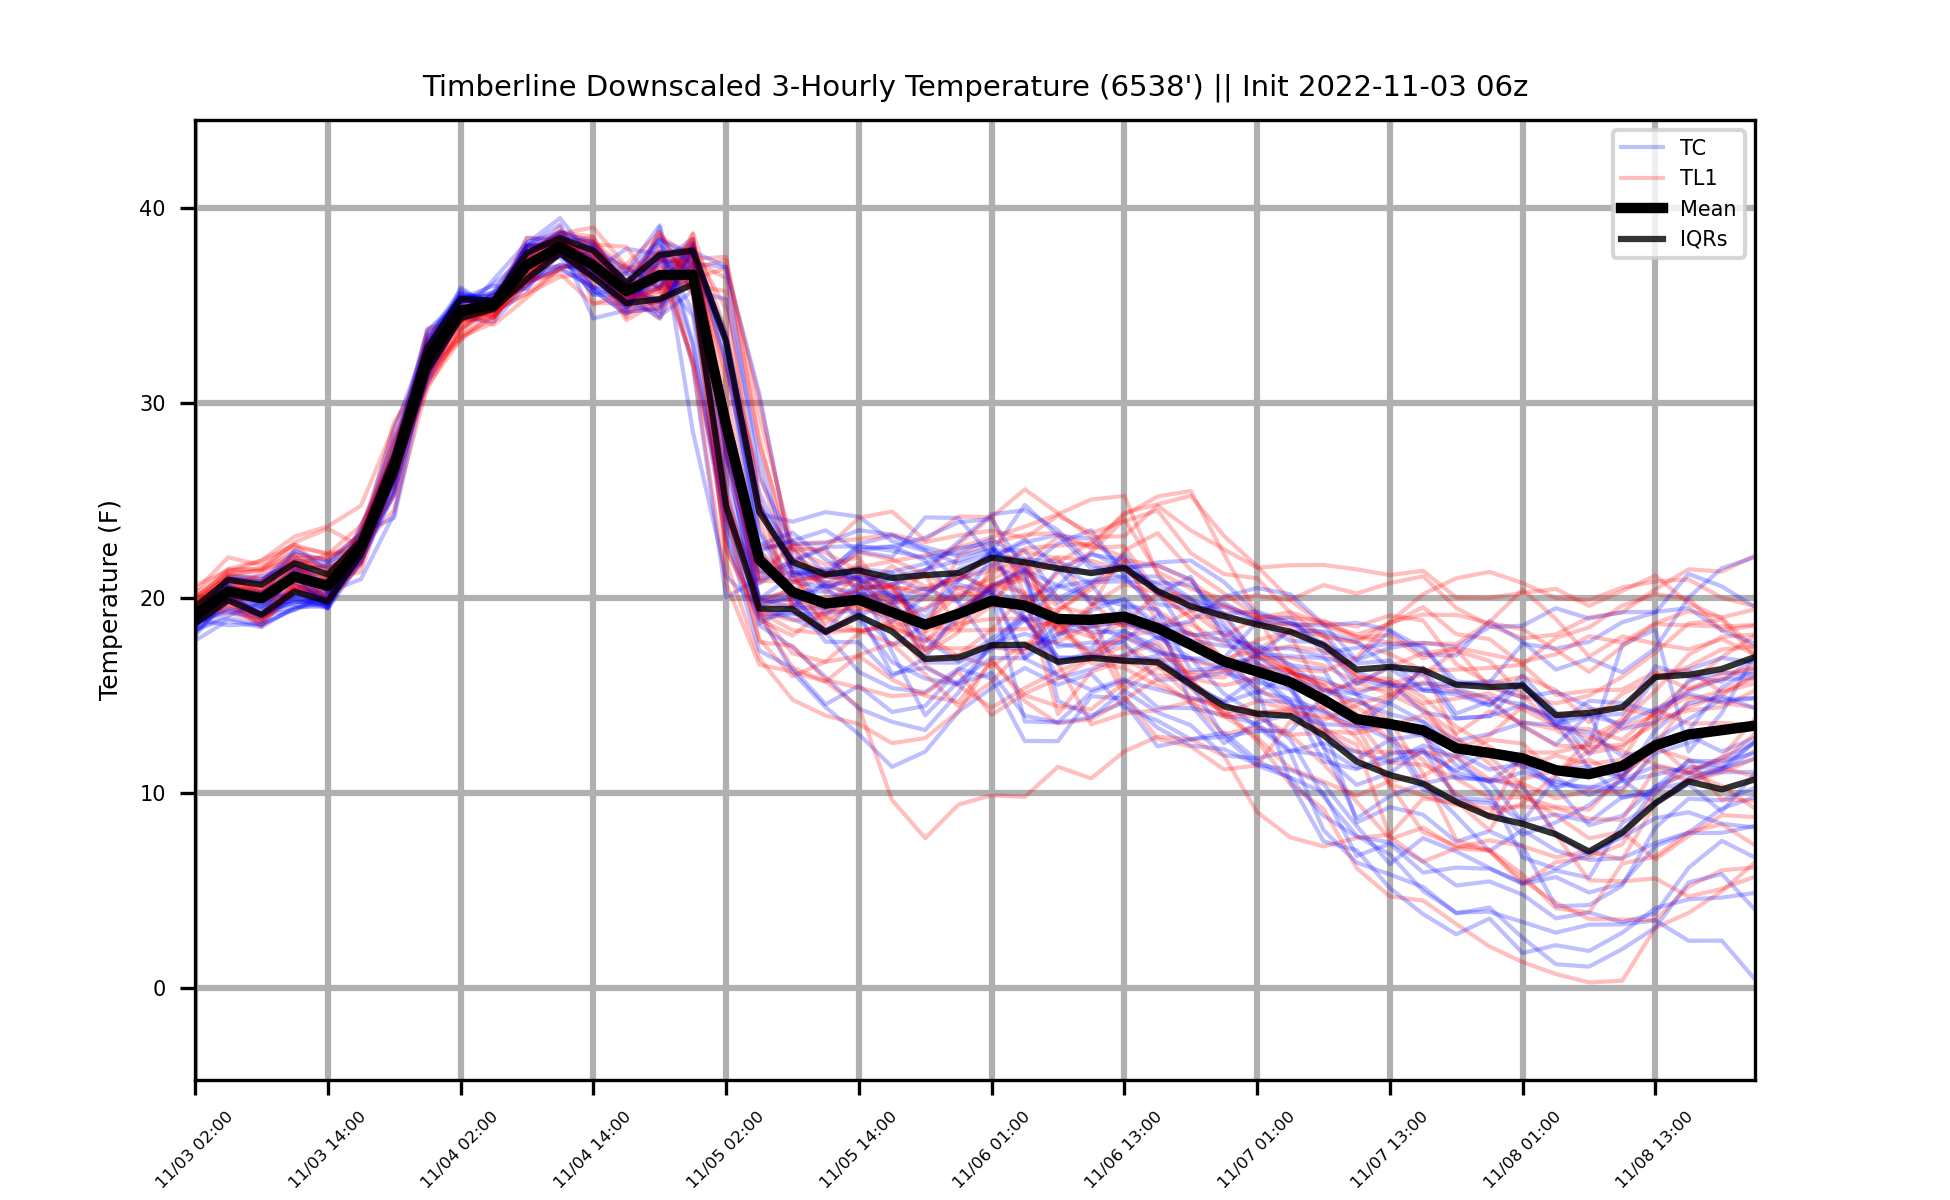 Timberline Downscaled 3-Hourly Temperature (6538') || Init 2022-11-03 06z
TC
TL1
Mean
IQRs
Temperature (F)
40
30
20
10
0
11/03 02:00
11/03 14:00
11/04 02:00
11/04 14:00
11/05 02:00
11/05 14:00
11/06 01:00
11/06 13:00
11/07 01:00
11/07 13:00
11/08 01:00
11/08 13:00